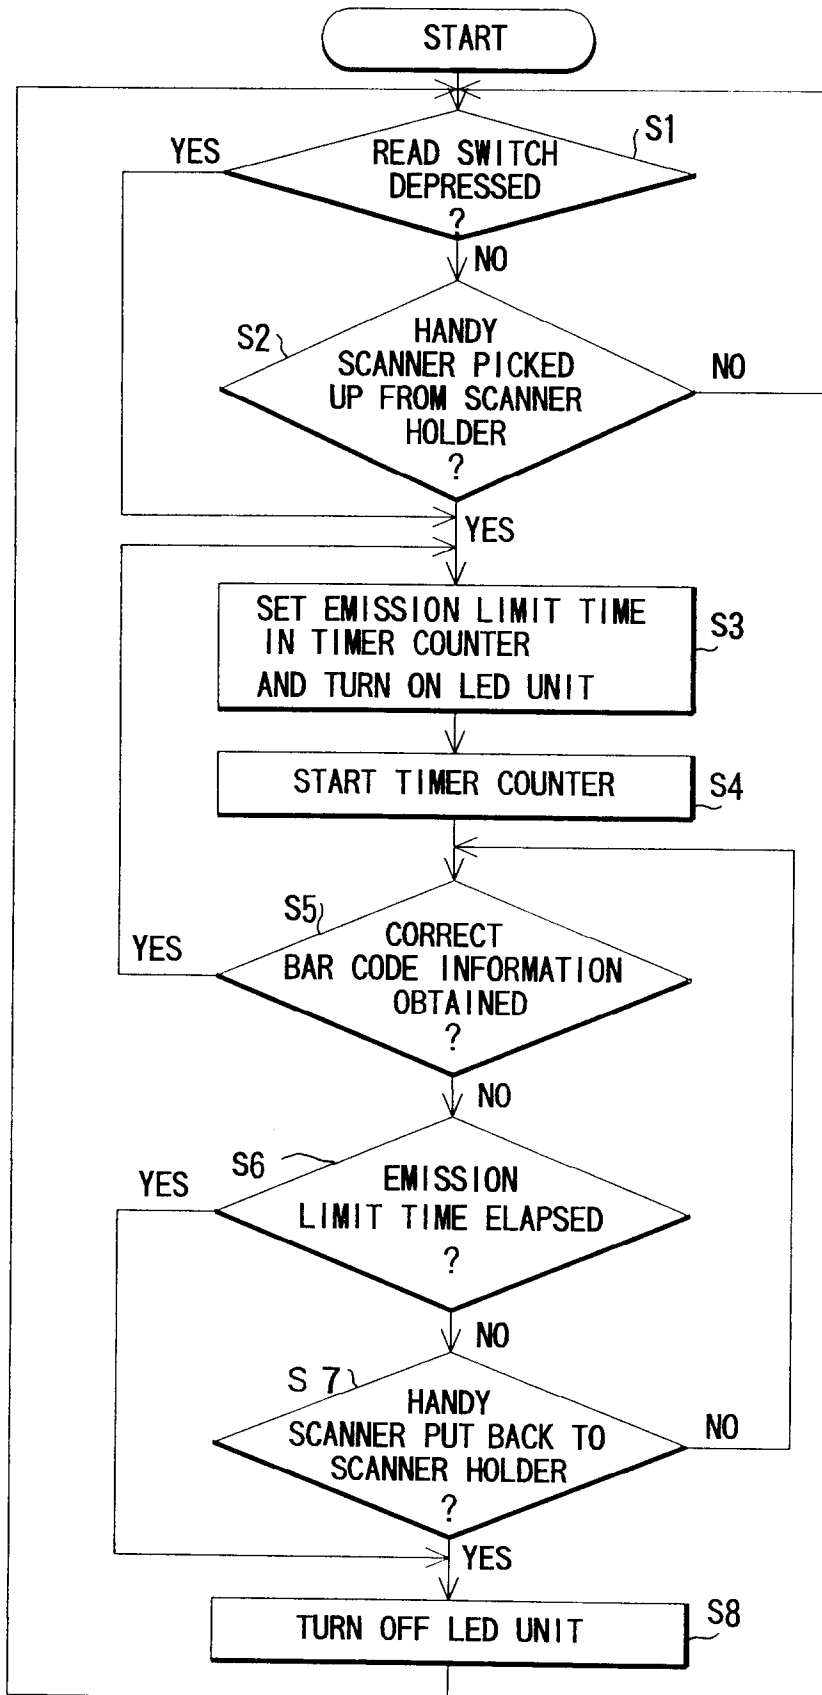 START
S1
YES
READ SWITCH
DEPRESSED
?
NO
S2
HANDY
SCANNER PICKED
UP FROM SCANNER
HOLDER
?
NO
YES
SET EMISSION LIMIT TIME
IN TIMER COUNTER
AND TURN ON LED UNIT
S3
START TIMER COUNTER
S4
S5
YES
CORRECT
BAR CODE INFORMATION
OBTAINED
?
NO
S6
YES
EMISSION
LIMIT TIME ELAPSED
?
NO
S 7
HANDY
SCANNER PUT BACK TO
SCANNER HOLDER
?
NO
YES
TURN OFF LED UNIT
S8